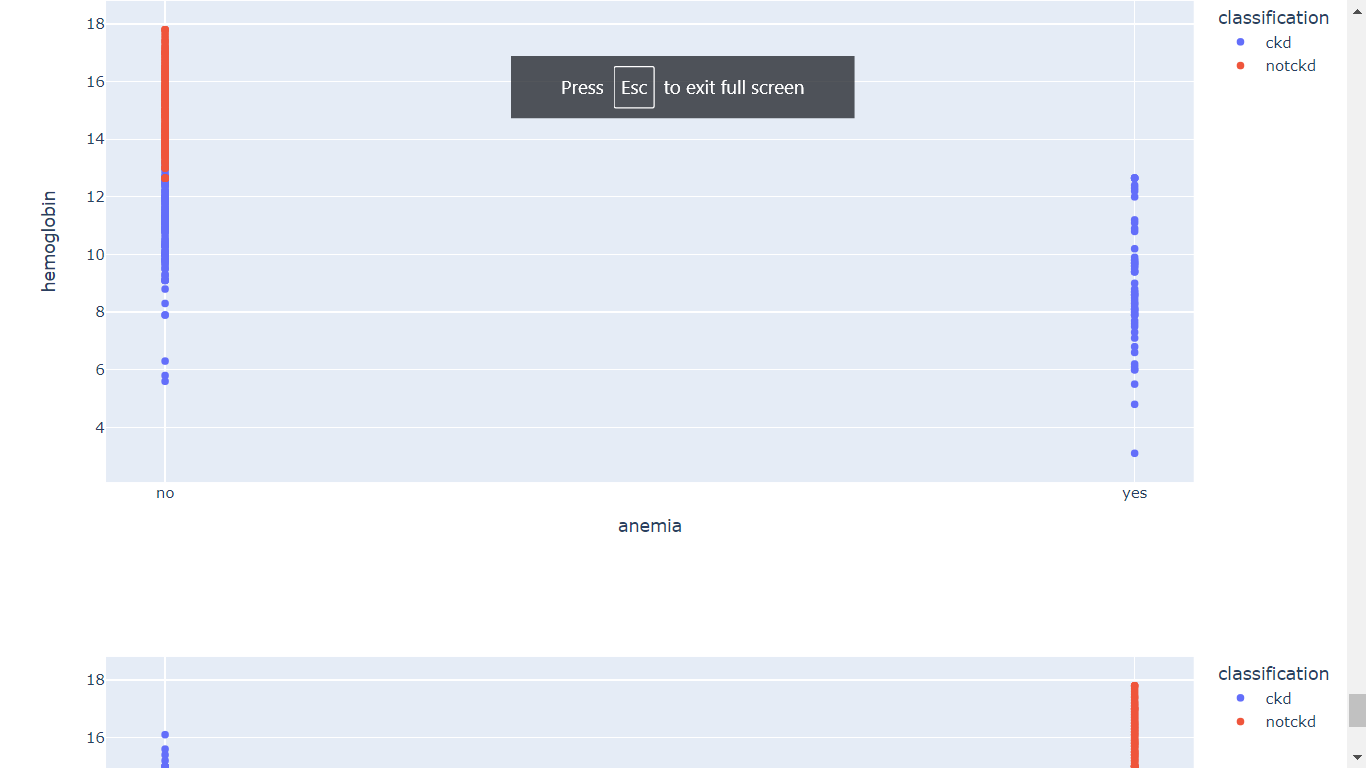 classification
ckd
notckd
Press Esc to exit full screen
18
16
14
12
10
8
6
4
hemoglobin
no
yes
anemia
classification
ckd
notckd
18
16